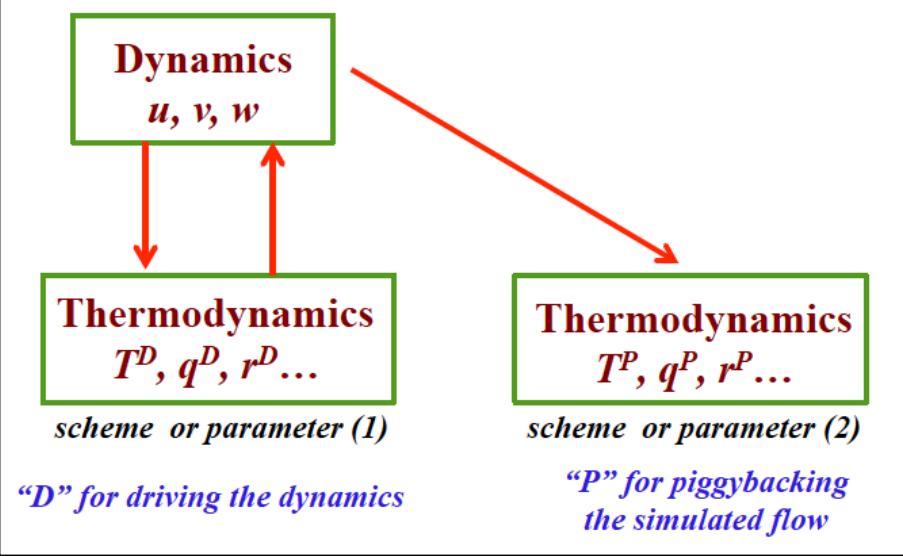 Dynamics
u, v, w
Thermodynamics
T^D, q^D, r^D...
scheme or parameter (1)
“D” for driving the dynamics
Thermodynamics
T^P, q^P, r^P...
scheme or parameter (2)
“P” for piggybacking
the simulated flow